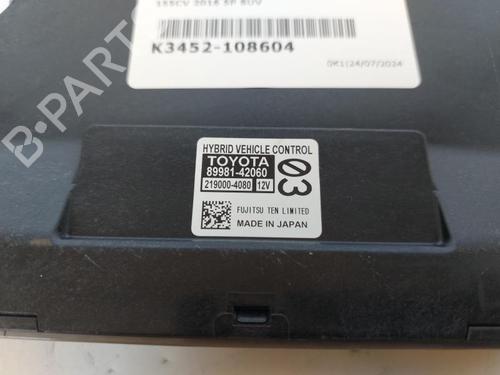 155CV 2016 5P SUV
K3452-108604
OK1|24/07/2024
HYBRID VEHICLE CONTROL
TOYOTA
89981-42060
219000-4080 12V
03
FUJITSU TEN LIMITED
MADE IN JAPAN